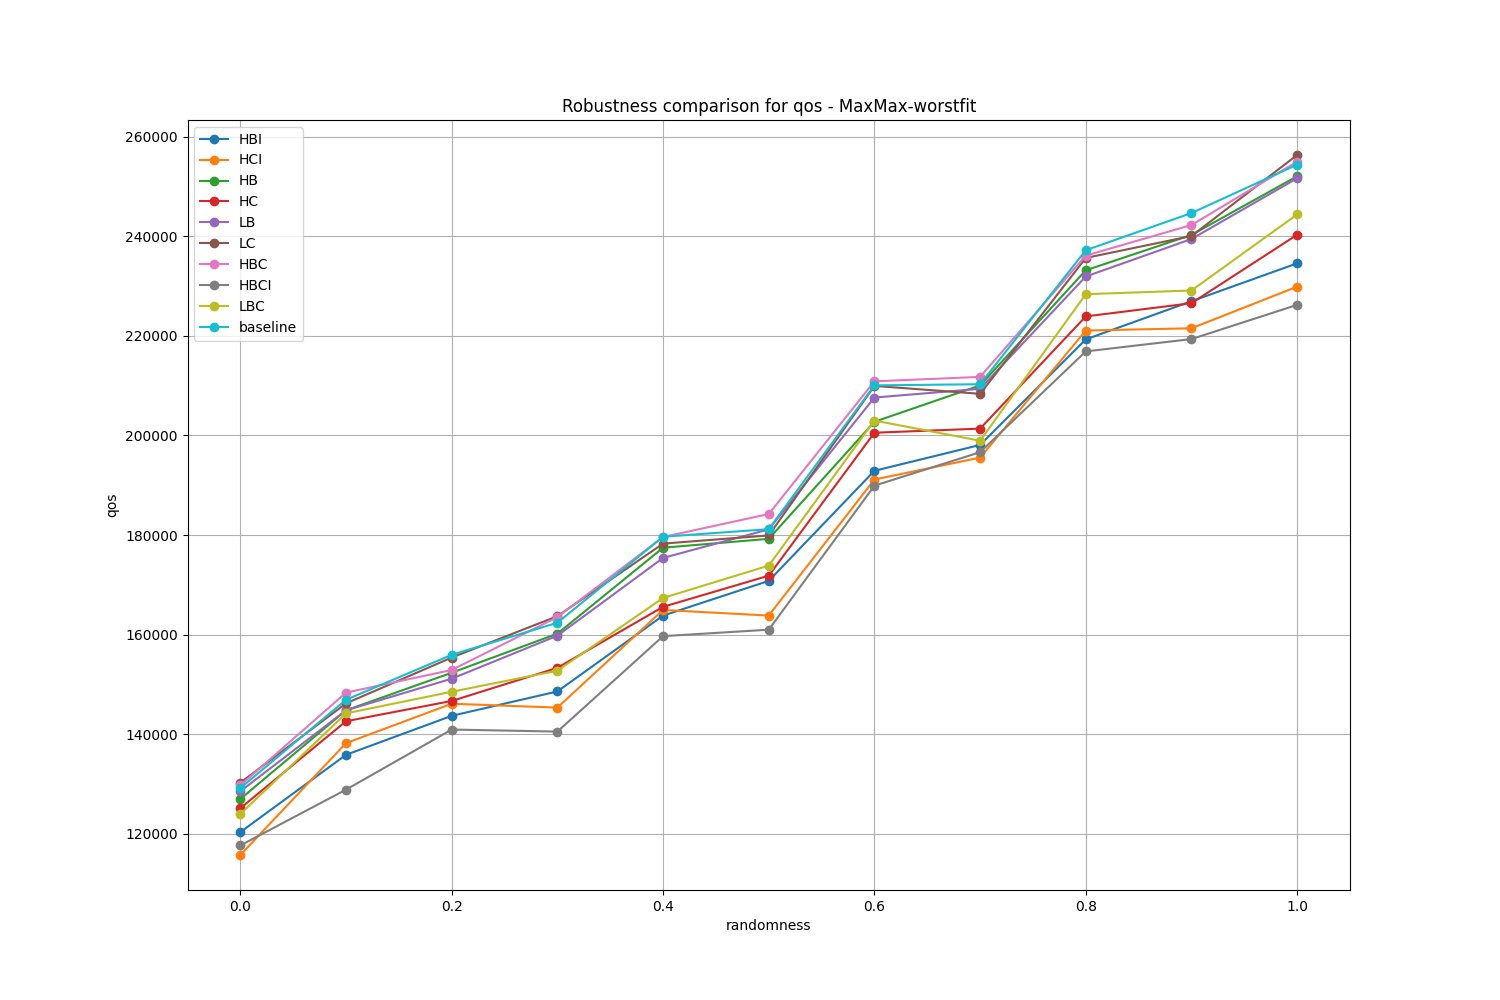 Robustness comparison for qos - MaxMax-worstfit
260000
240000
220000
200000
180000
160000
140000
120000
qos
HBI
HCI
HB
HC
LB
LC
HBC
HBCI
LBC
baseline
0.0 0.2 0.4 0.6 0.8 1.0
randomness